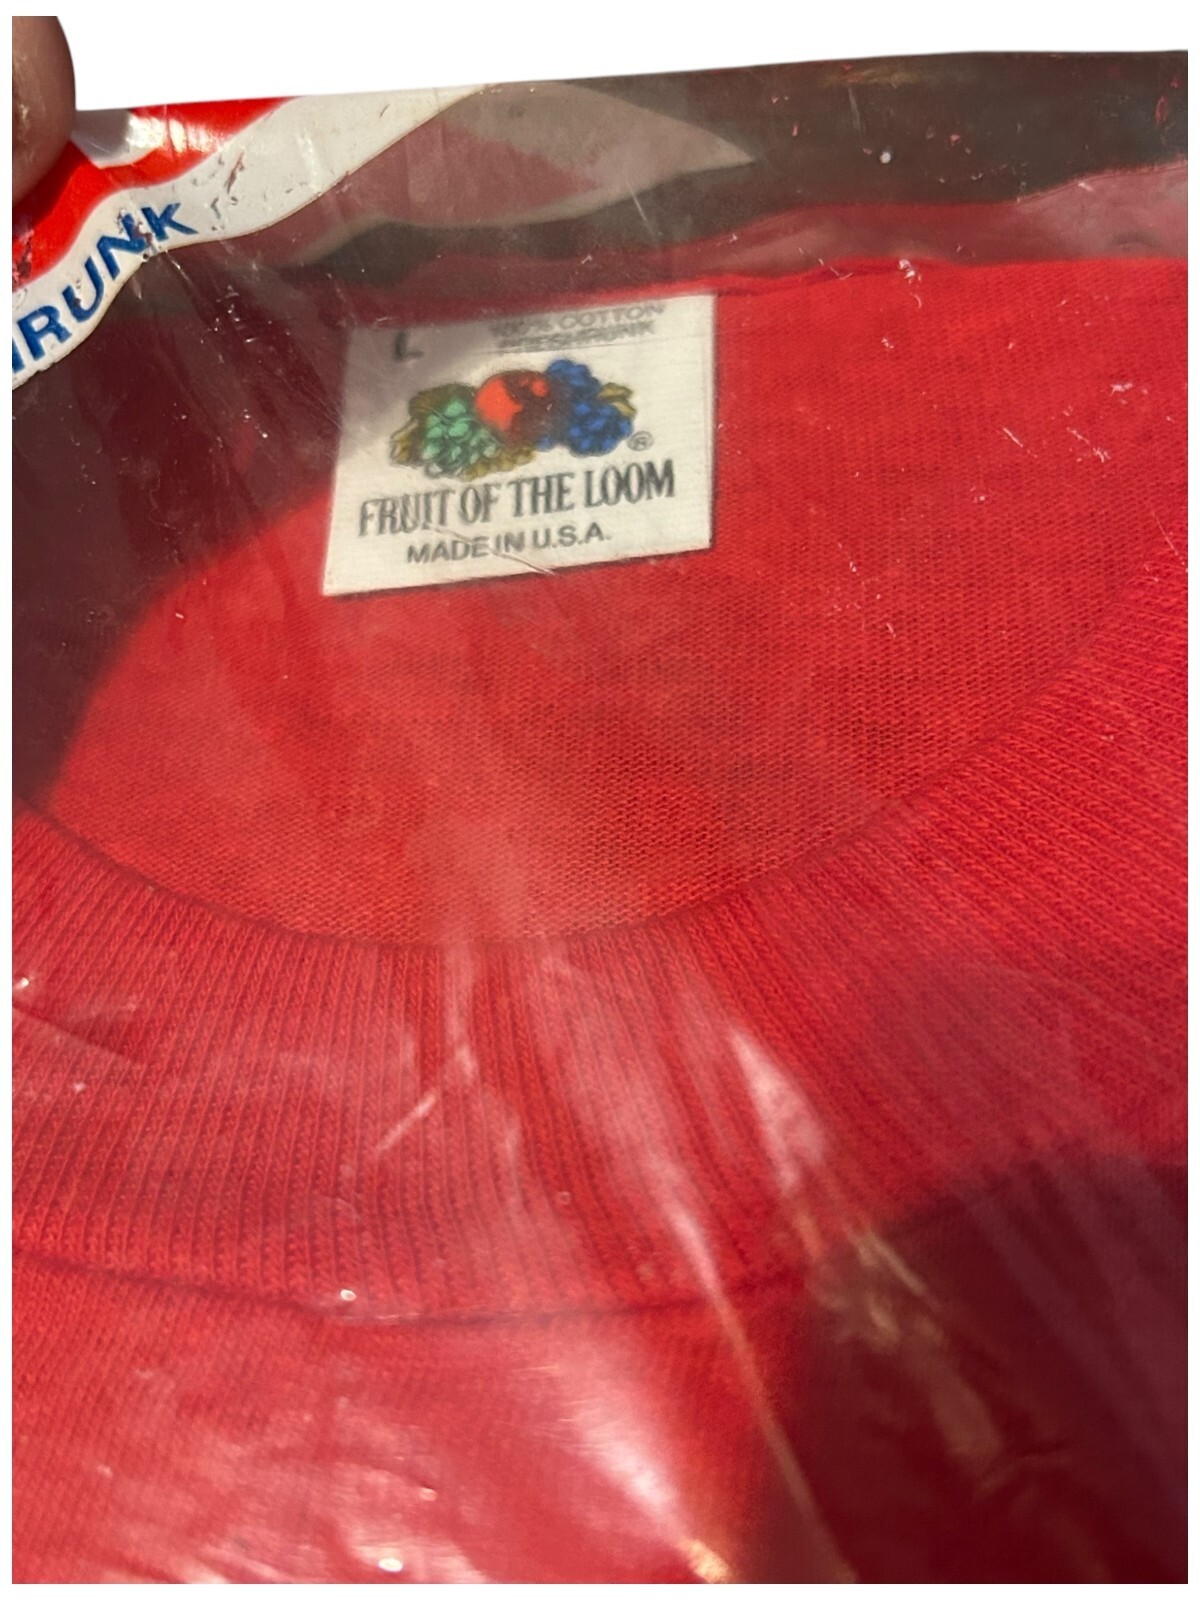 HRUNK
L
100% COTTON
PRESHRUNK
®
FRUIT OF THE LOOM
MADE IN U.S.A.